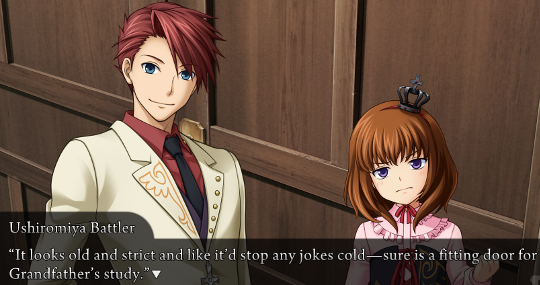 Ushiromiya Battler
“It looks old and strict and like it’d stop any jokes cold—sure is a fitting door for
Grandfather’s study.”▼